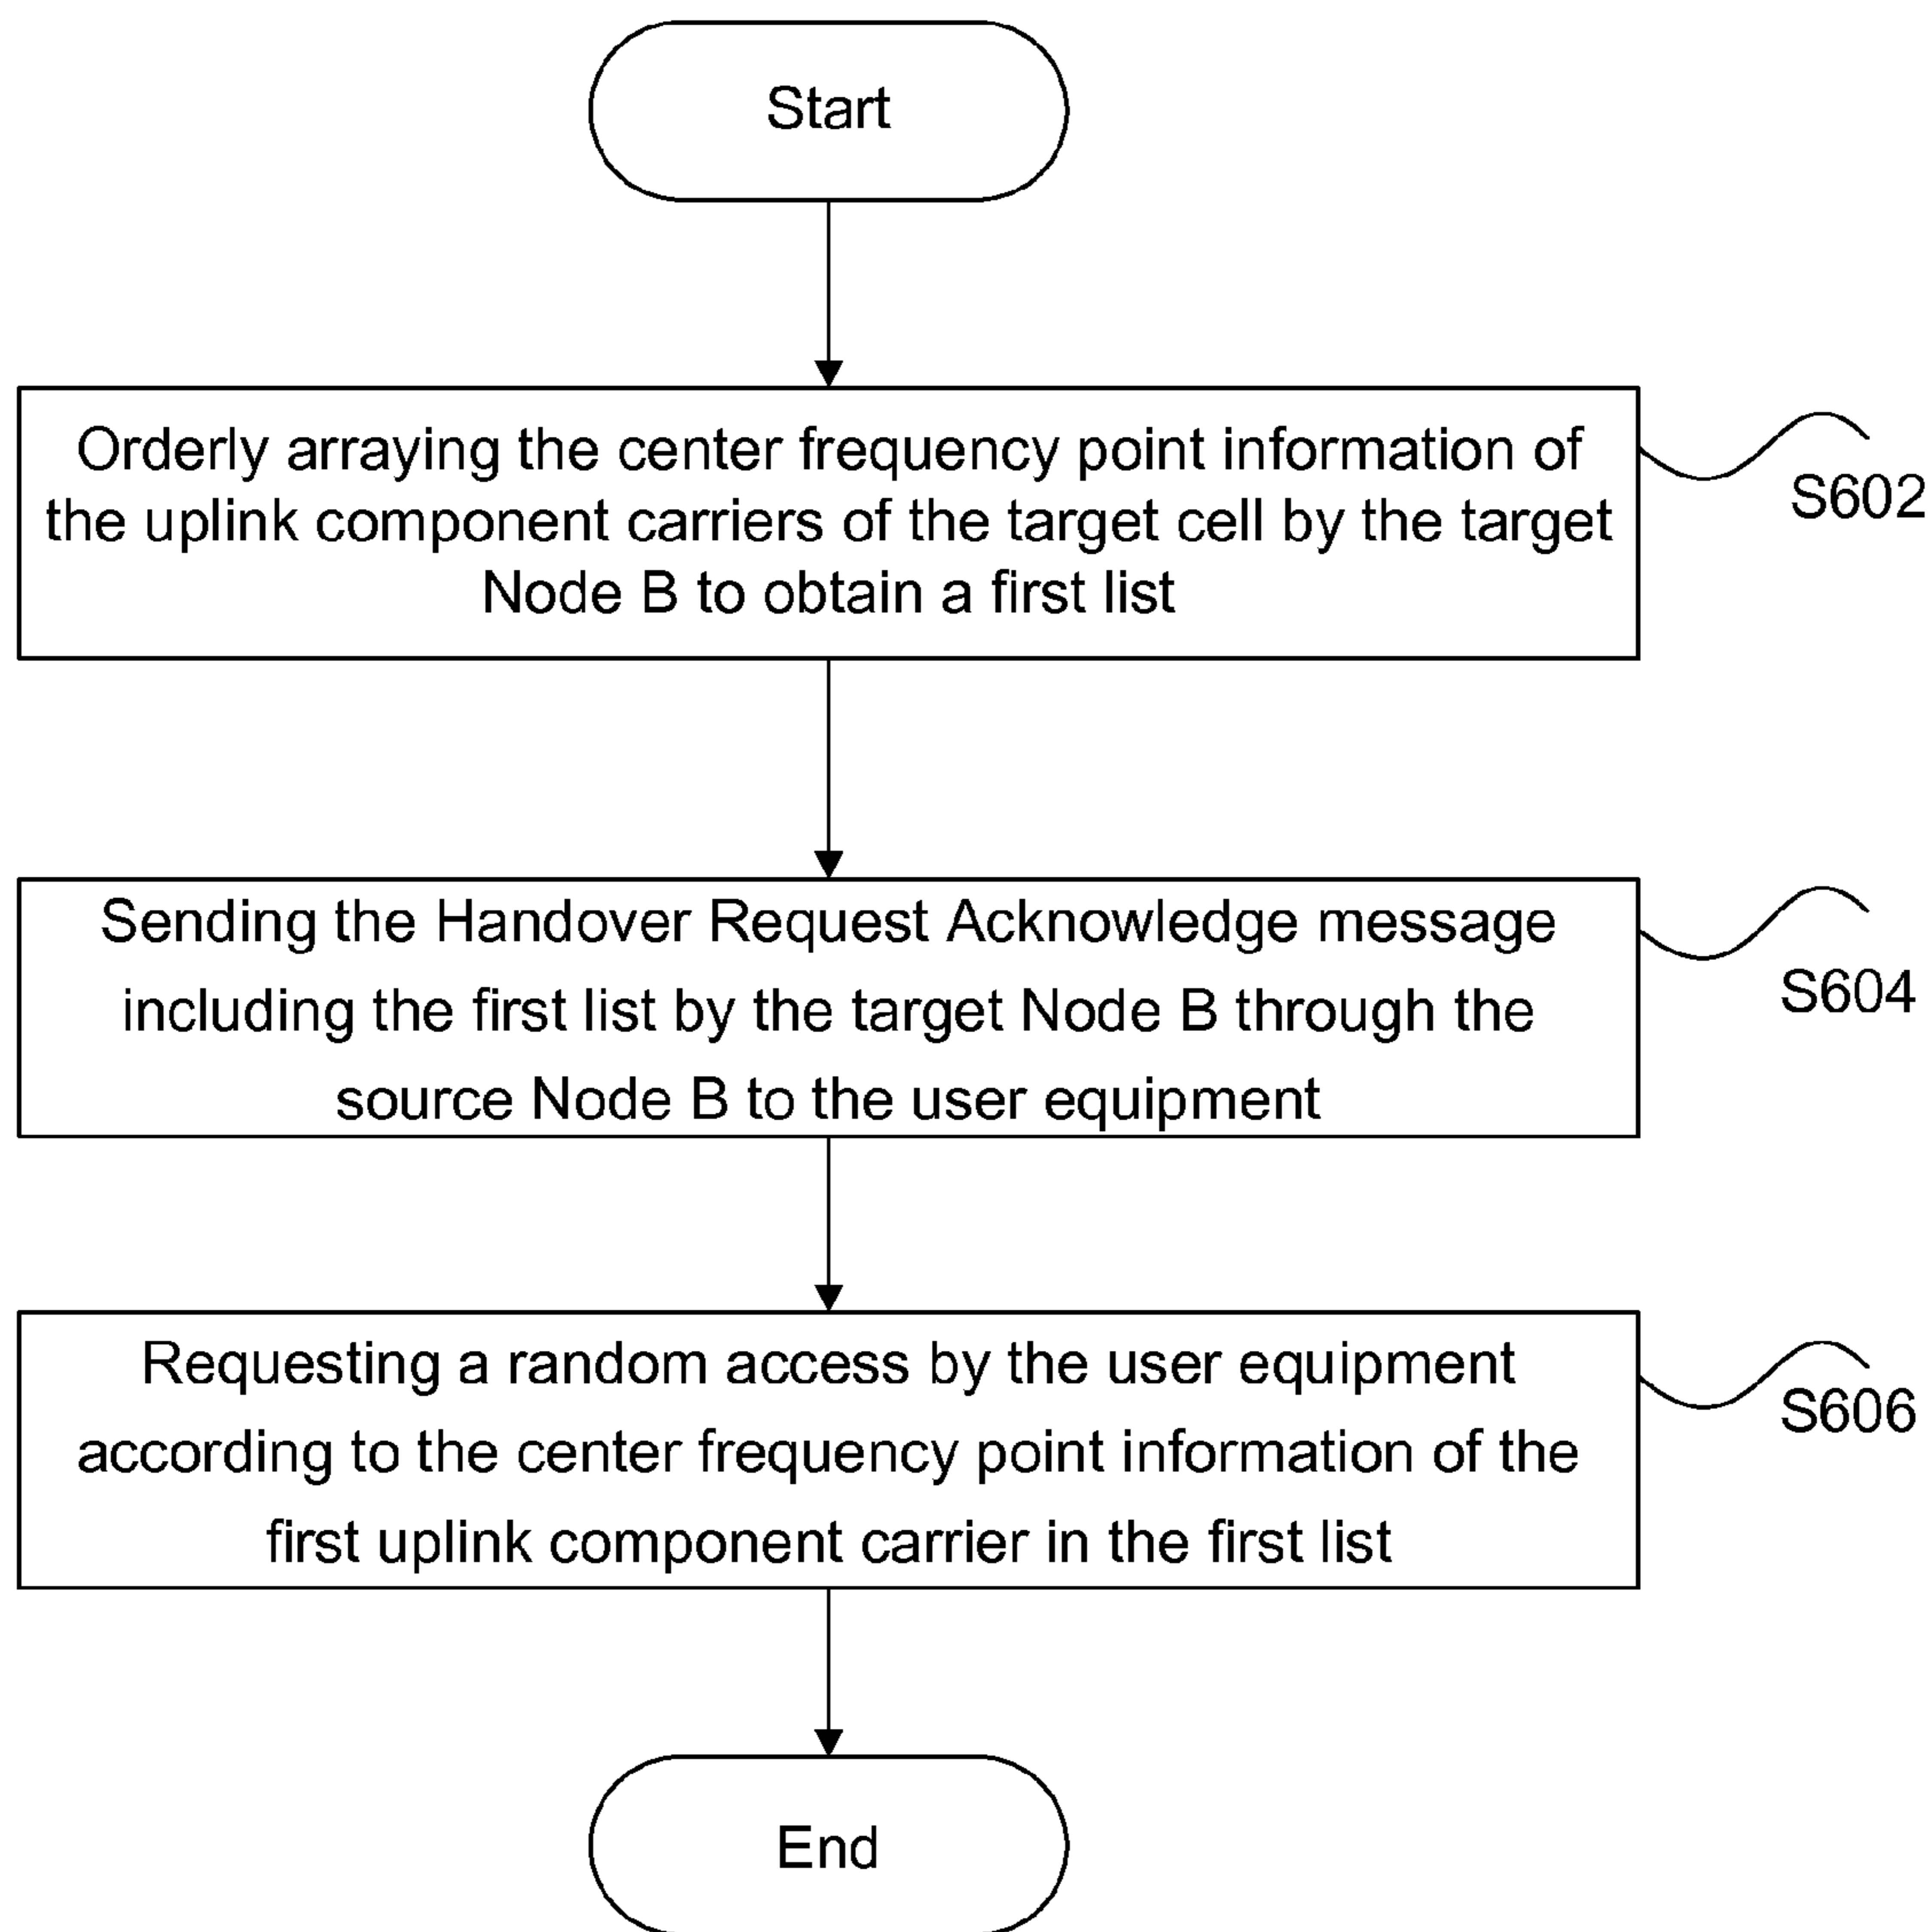 Start
Orderly arraying the center frequency point information of
the uplink component carriers of the target cell by the target
Node B to obtain a first list
S602
Sending the Handover Request Acknowledge message
including the first list by the target Node B through the
source Node B to the user equipment
S604
Requesting a random access by the user equipment
according to the center frequency point information of the
first uplink component carrier in the first list
S606
End